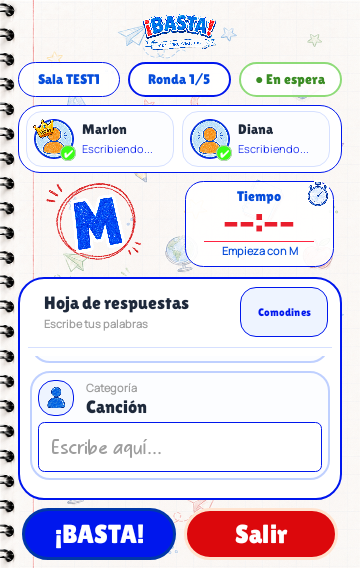 ¡BASTA!
Sala TEST1
Ronda 1/5
• En espera
Marlon
Escribiendo...
Diana
Escribiendo...
M
Tiempo
--:--
Empieza con M
Hoja de respuestas
Escribe tus palabras
Comodines
Categoría
Canción
Escribe aquí...
¡BASTA!
Salir